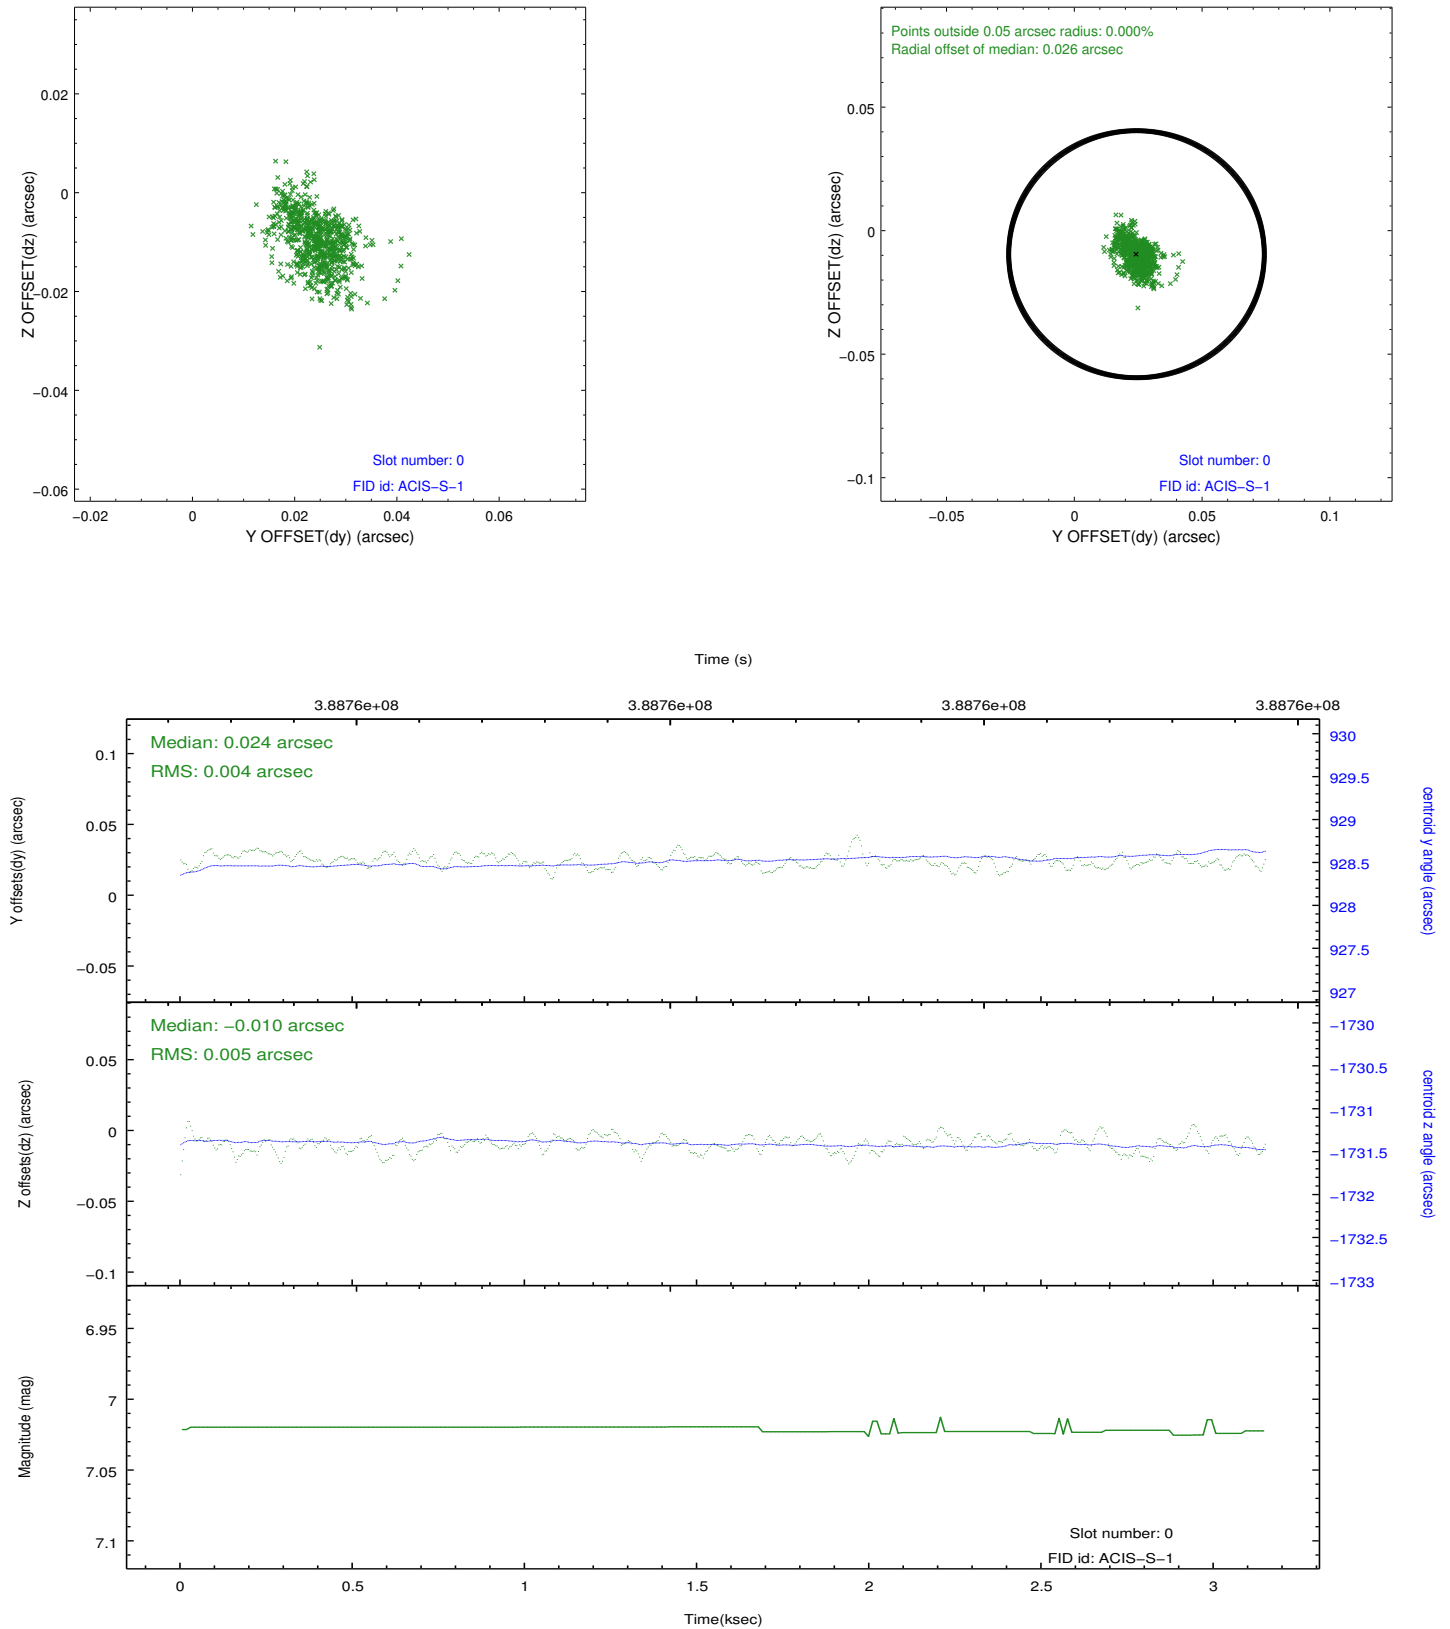 0.02
0
−0.02
−0.04
−0.06
Z OFFSET(dz) (arcsec)
Slot number: 0
FID id: ACIS−S−1
−0.02
0
0.02
0.04
0.06
Y OFFSET(dy) (arcsec)
Points outside 0.05 arcsec radius: 0.000%
Radial offset of median: 0.026 arcsec
0.05
0
−0.05
−0.1
Z OFFSET(dz) (arcsec)
Slot number: 0
FID id: ACIS−S−1
−0.05
0
0.05
0.1
Y OFFSET(dy) (arcsec)
Time (s)
3.8876e+08
3.8876e+08
3.8876e+08
3.8876e+08
Median: 0.024 arcsec
RMS: 0.004 arcsec
0.1
0.05
0
−0.05
Y offsets(dy) (arcsec)
930
929.5
929
928.5
928
927.5
927
centroid y angle (arcsec)
Median: −0.010 arcsec
RMS: 0.005 arcsec
0.05
0
−0.05
−0.1
Z offsets(dz) (arcsec)
−1730
−1730.5
−1731
−1731.5
−1732
−1732.5
−1733
centroid z angle (arcsec)
6.95
7
7.05
7.1
Magnitude (mag)
Slot number: 0
FID id: ACIS−S−1
0
0.5
1
1.5
2
2.5
3
Time(ksec)